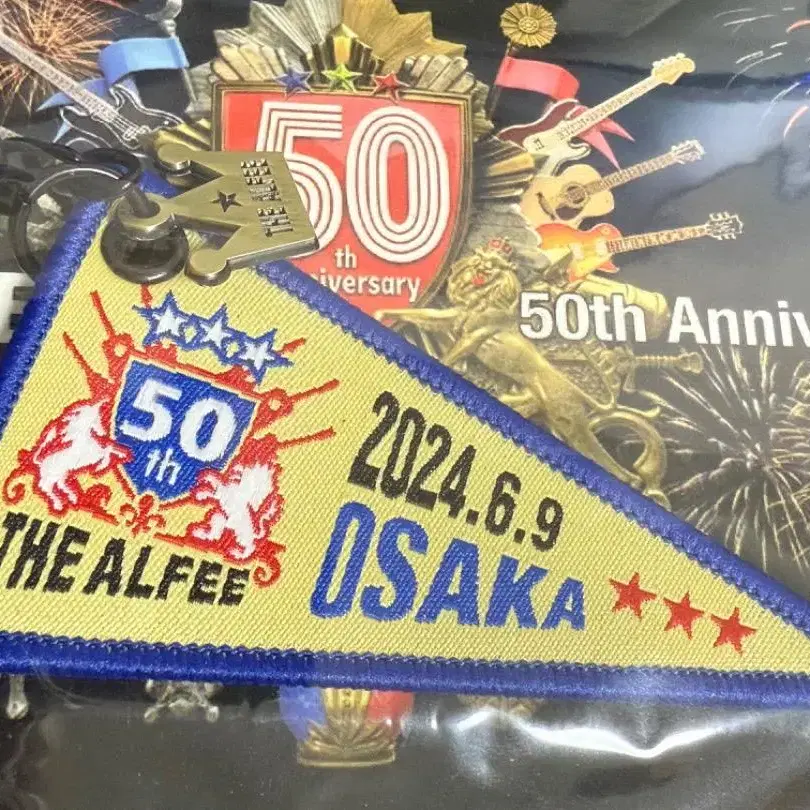 50
th
Anniversary
50th Anniv
50
th
THE ALFEE
2024.6.9
OSAKA